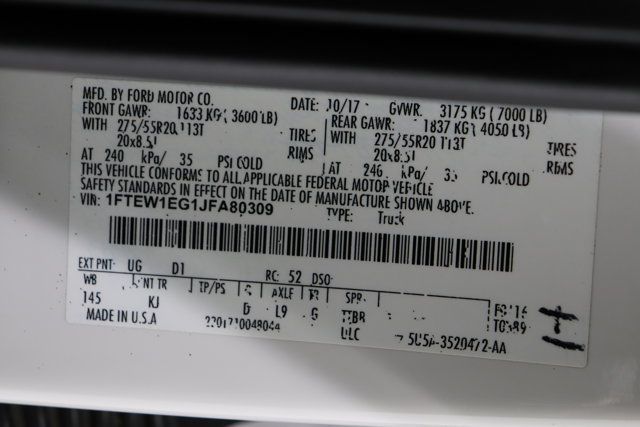 MFD. BY FORD MOTOR CO. DATE: 10/17 GVWR: 3175 KG ( 7000 LB)
FRONT GAWR: 1633 KG ( 3600 LB) REAR GAWR: 1837 KG ( 4050 LB)
WITH 275/55R20 113T TIRES WITH 275/55R20 113T TIRES
20x8.5J RIMS 20x8.5J RIMS
AT 240 kPa/ 35 PSI COLD AT 240 kPa/ 35 PSI COLD
THIS VEHICLE CONFORMS TO ALL APPLICABLE FEDERAL MOTOR VEHICLE
SAFETY STANDARDS IN EFFECT ON THE DATE OF MANUFACTURE SHOWN ABOVE.
VIN: 1FTEW1EG1JFA80309 TYPE: Truck
EXT PNT: UG D1 RC: 52 DSO:
WB INT TR TP/PS AXLE TR SPR
145 KJ L9 G
MADE IN U.S.A ULC